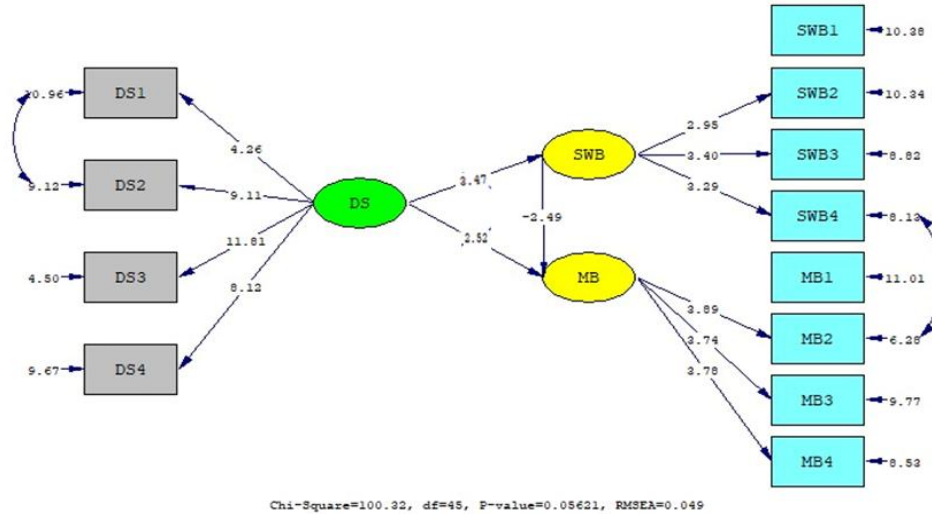 SWB1
10.38
10.96
DS1
SWB2
10.34
2.95
4.26
SWB
3.40
SWB3
8.82
9.12
DS2
9.11
3.47
3.29
DS
-2.49
SWB4
8.13
11.81
2.52
4.50
DS3
MB
MB1
11.01
8.12
3.89
MB2
6.28
3.74
9.67
DS4
3.78
MB3
9.77
MB4
8.53
Chi-Square=100.32, df=45, P-value=0.05621, RMSEA=0.049